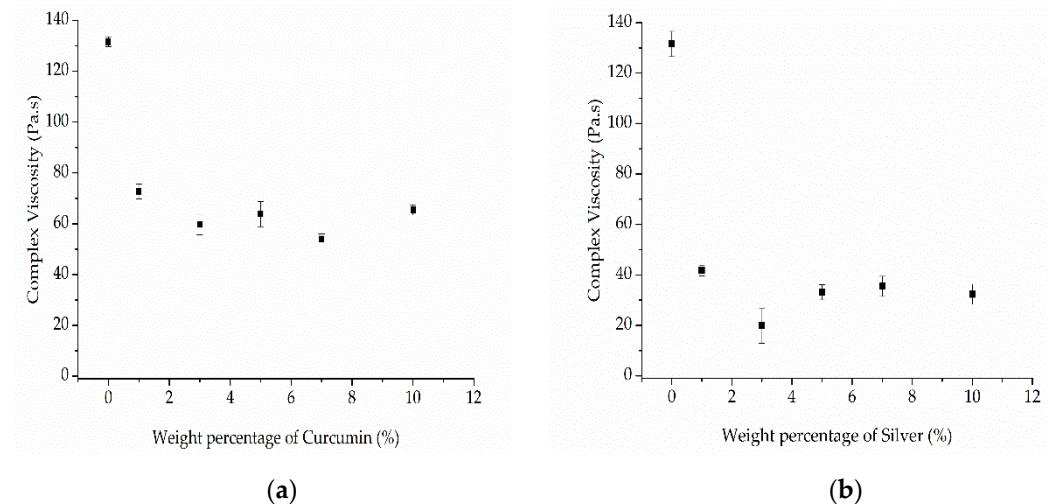 140
120
100
80
60
40
20
0
Complex Viscosity (Pa.s)
0 2 4 6 8 10 12
Weight percentage of Curcumin (%)
(a)
140
120
100
80
60
40
20
0
Complex Viscosity (Pa.s)
0 2 4 6 8 10 12
Weight percentage of Silver (%)
(b)